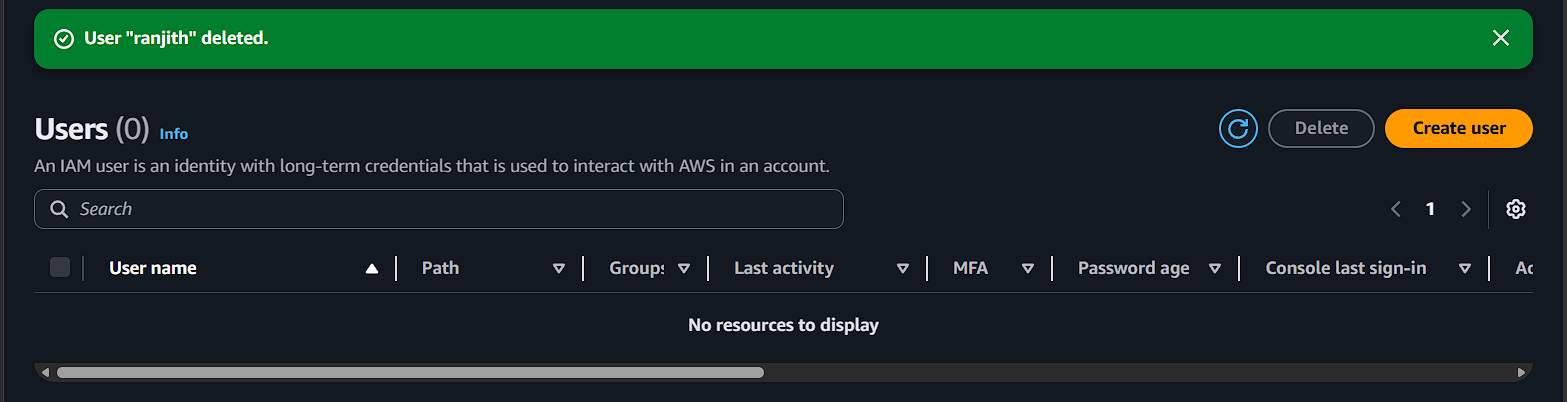 User "ranjith" deleted.
Users (0) Info
Delete
Create user
An IAM user is an identity with long-term credentials that is used to interact with AWS in an account.
Search
1
User name Path Groups Last activity MFA Password age Console last sign-in
No resources to display